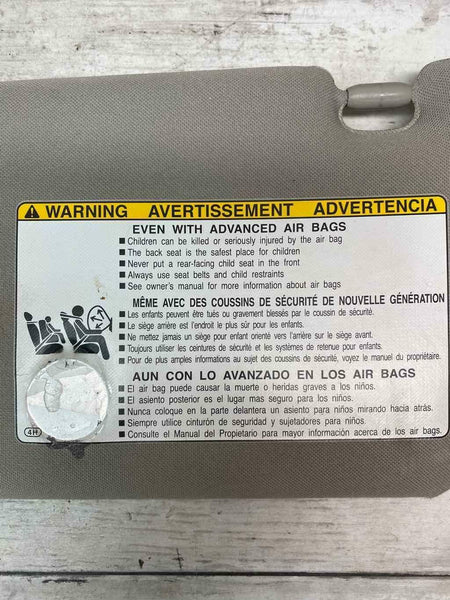 WARNING AVERTISSEMENT ADVERTENCIA
EVEN WITH ADVANCED AIR BAGS
■ Children can be killed or seriously injured by the air bag
■ The back seat is the safest place for children
■ Never put a rear-facing child seat in the front
■ Always use seat belts and child restraints
■ See owner's manual for more information about air bags
MÊME AVEC DES COUSSINS DE SÉCURITÉ DE NOUVELLE GÉNÉRATION
■ Les enfants peuvent être tués ou gravement blessés par le coussin de sécurité.
■ Le siège arrière est l'endroit le plus sûr pour les enfants.
■ Ne mettez jamais un siège pour enfant orienté vers l'arrière sur le siège avant.
■ Toujours utiliser les ceintures de sécurité et les systèmes de retenue pour enfants.
■ Pour de plus amples informations au sujet des coussins de sécurité, voyez le manuel du propriétaire.
AUN CON LO AVANZADO EN LOS AIR BAGS
■ El air bag puede causar la muerte o heridas graves a los niños.
■ El asiento posterior es el lugar mas seguro para los niños.
■ Nunca coloque en la parte delantera un asiento para niños mirando hacia atrás.
■ Siempre utilice cinturón de seguridad y sujetadores para niños.
■ Consulte el Manual del Propietario para mayor información acerca de los air bags.
4H